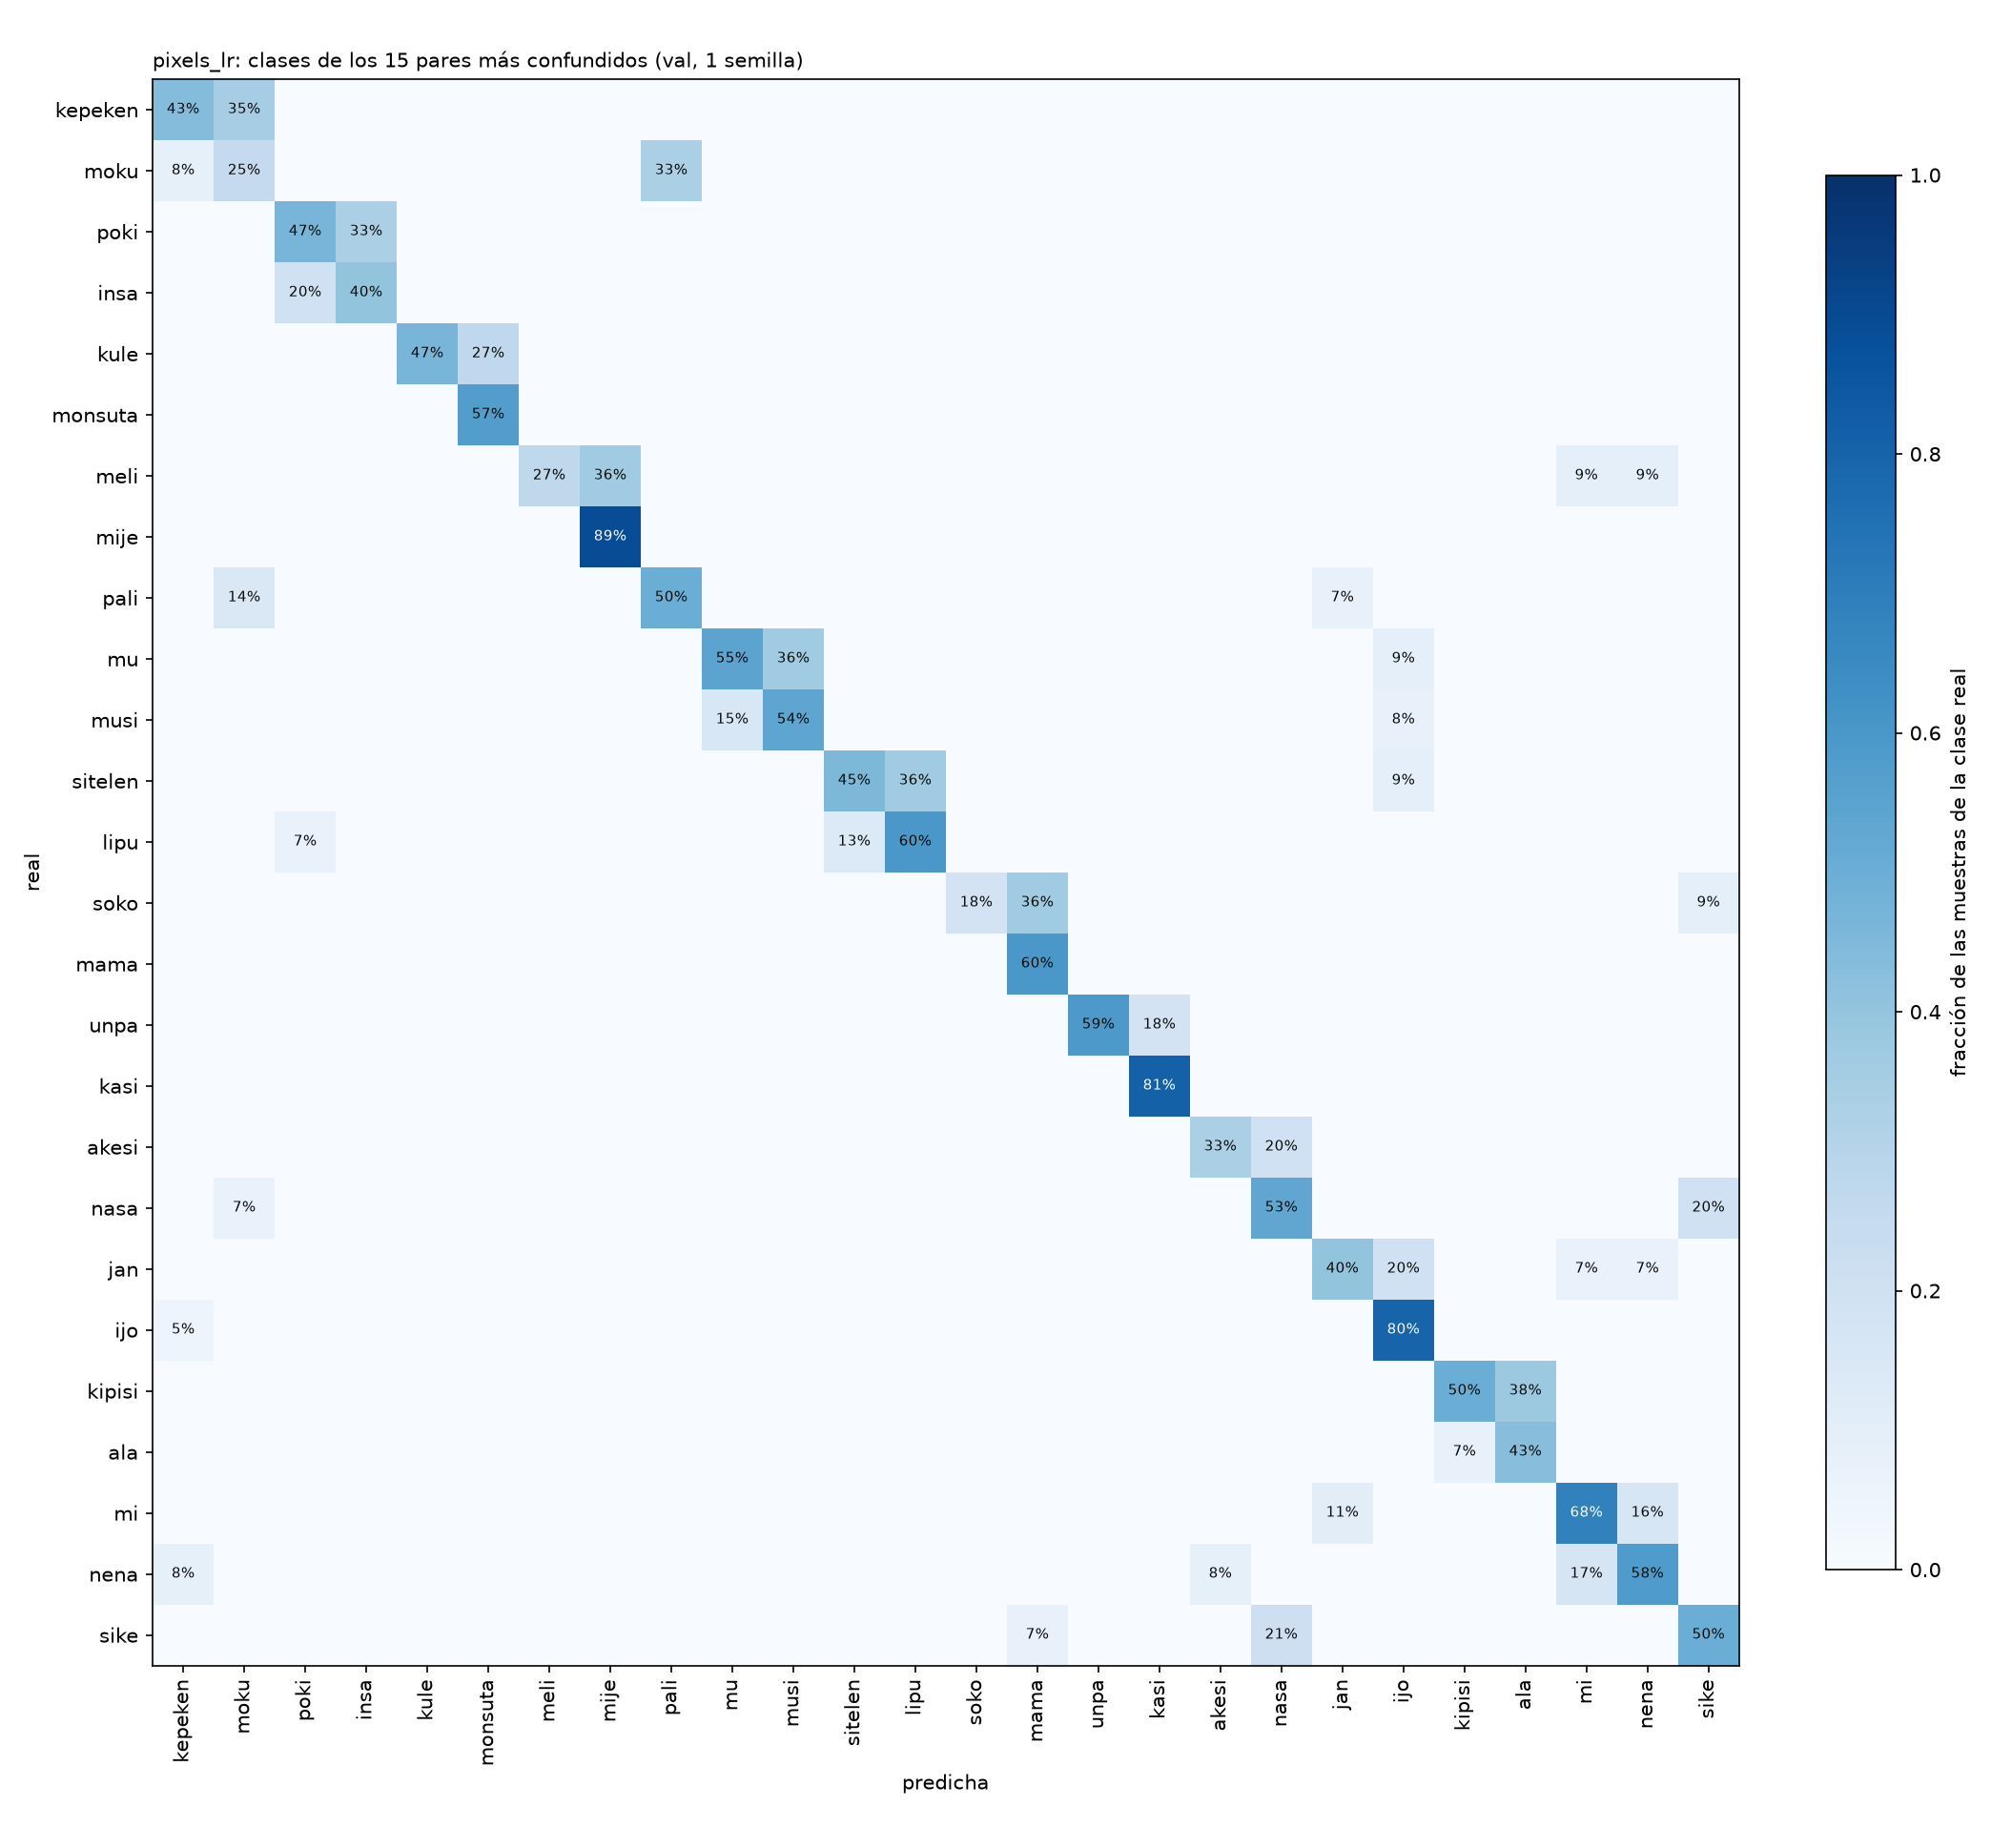 pixels_lr: clases de los 15 pares más confundidos (val, 1 semilla)
kepeken 43% 35%
moku 8% 25% 33%
poki 47% 33%
insa 20% 40%
kule 47% 27%
monsuta 57%
meli 27% 36% 9% 9%
mije 89%
pali 14% 50% 7%
mu 55% 36% 9%
musi 15% 54% 8%
sitelen 45% 36% 9%
lipu 7% 13% 60%
soko 18% 36% 9%
mama 60%
unpa 59% 18%
kasi 81%
akesi 33% 20%
nasa 7% 53% 20%
jan 40% 20% 7% 7%
ijo 5% 80%
kipisi 50% 38%
ala 7% 43%
mi 11% 68% 16%
nena 8% 8% 17% 58%
sike 7% 21% 50%
real
kepeken moku poki insa kule monsuta meli mije pali mu musi sitelen lipu soko mama unpa kasi akesi nasa jan ijo kipisi ala mi nena sike
predicha
1.0
0.8
0.6
0.4
0.2
0.0
fracción de las muestras de la clase real